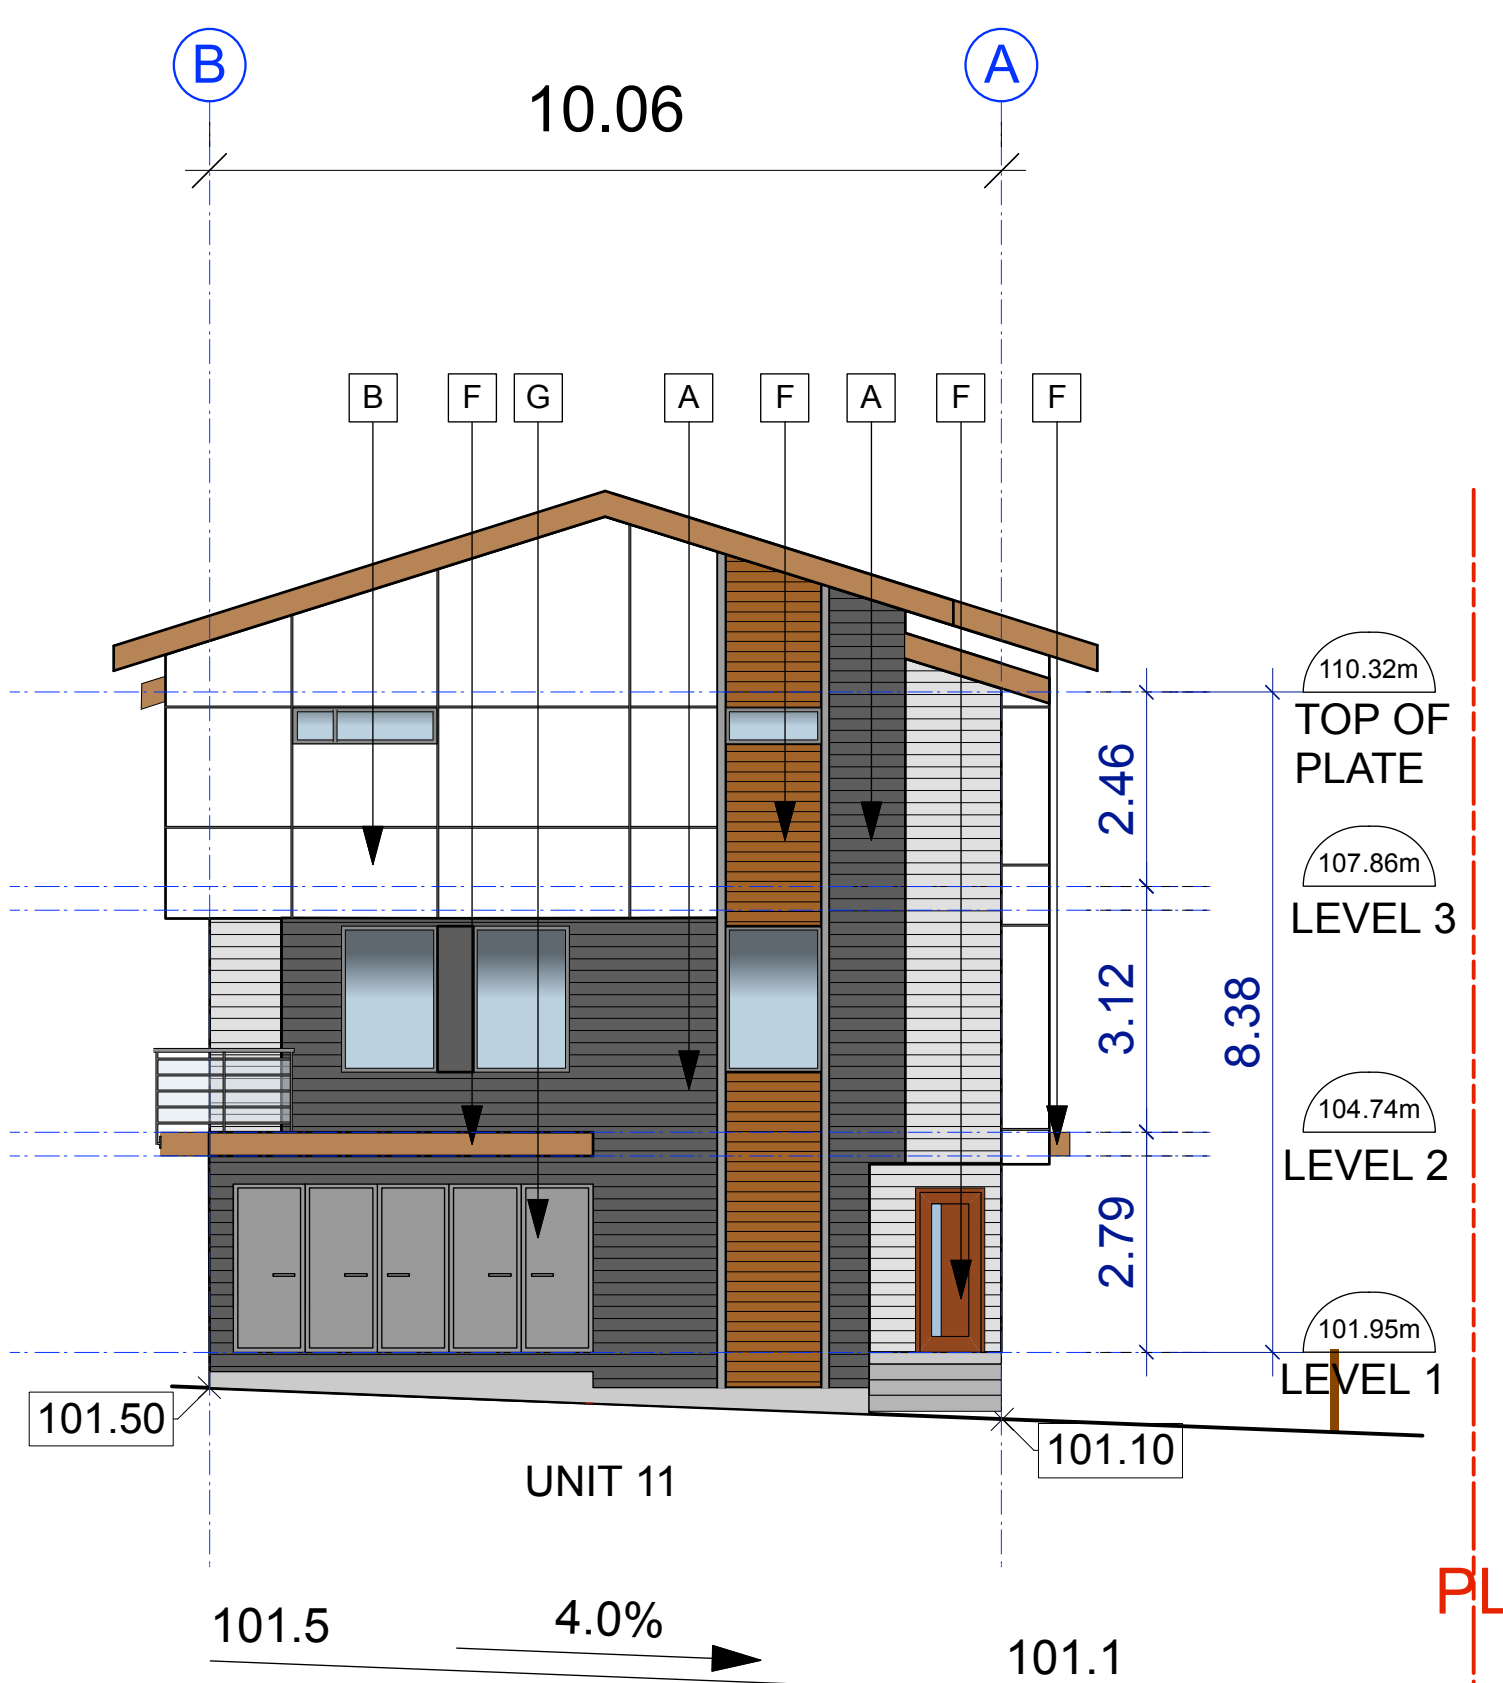 B
A
10.06
B
F
G
A
F
A
F
F
110.32m
TOP OF
PLATE
2.46
107.86m
LEVEL 3
3.12
8.38
104.74m
LEVEL 2
2.79
101.95m
LEVEL 1
101.50
101.10
UNIT 11
PL
101.5
4.0%
101.1